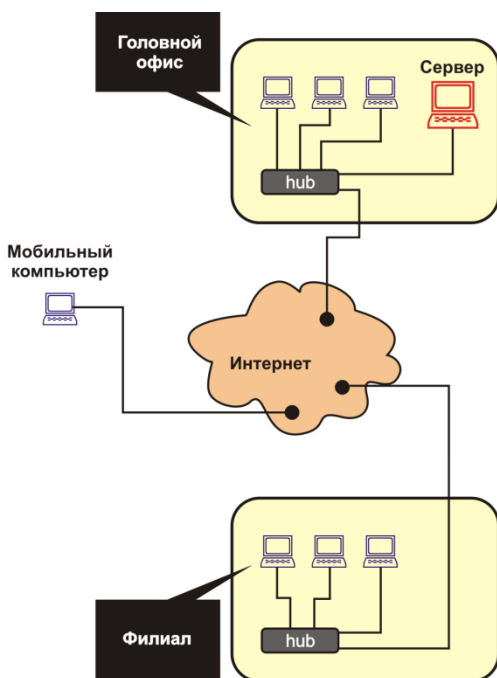 Головной
офис
Сервер
hub
Мобильный
компьютер
Интернет
Филиал
hub